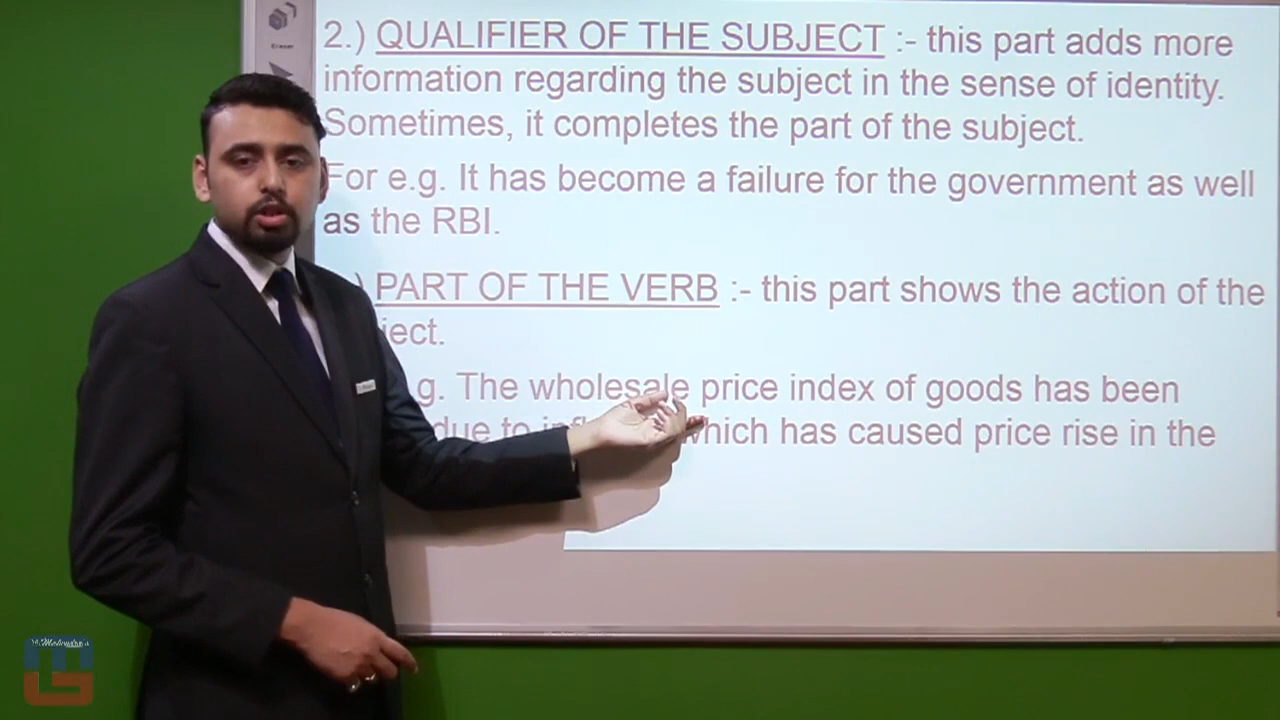 Eraser
2.) QUALIFIER OF THE SUBJECT :- this part adds more
information regarding the subject in the sense of identity.
Sometimes, it completes the part of the subject.
For e.g. It has become a failure for the government as well
as the RBI.
) PART OF THE VERB :- this part shows the action of the
ject.
g. The wholesale price index of goods has been
due to which has caused price rise in the